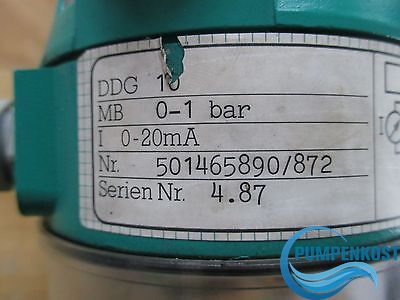 DDG 10
MB 0-1 bar
I 0-20mA
Nr. 501465890/872
Serien Nr. 4.87
I
PUMPENKOST